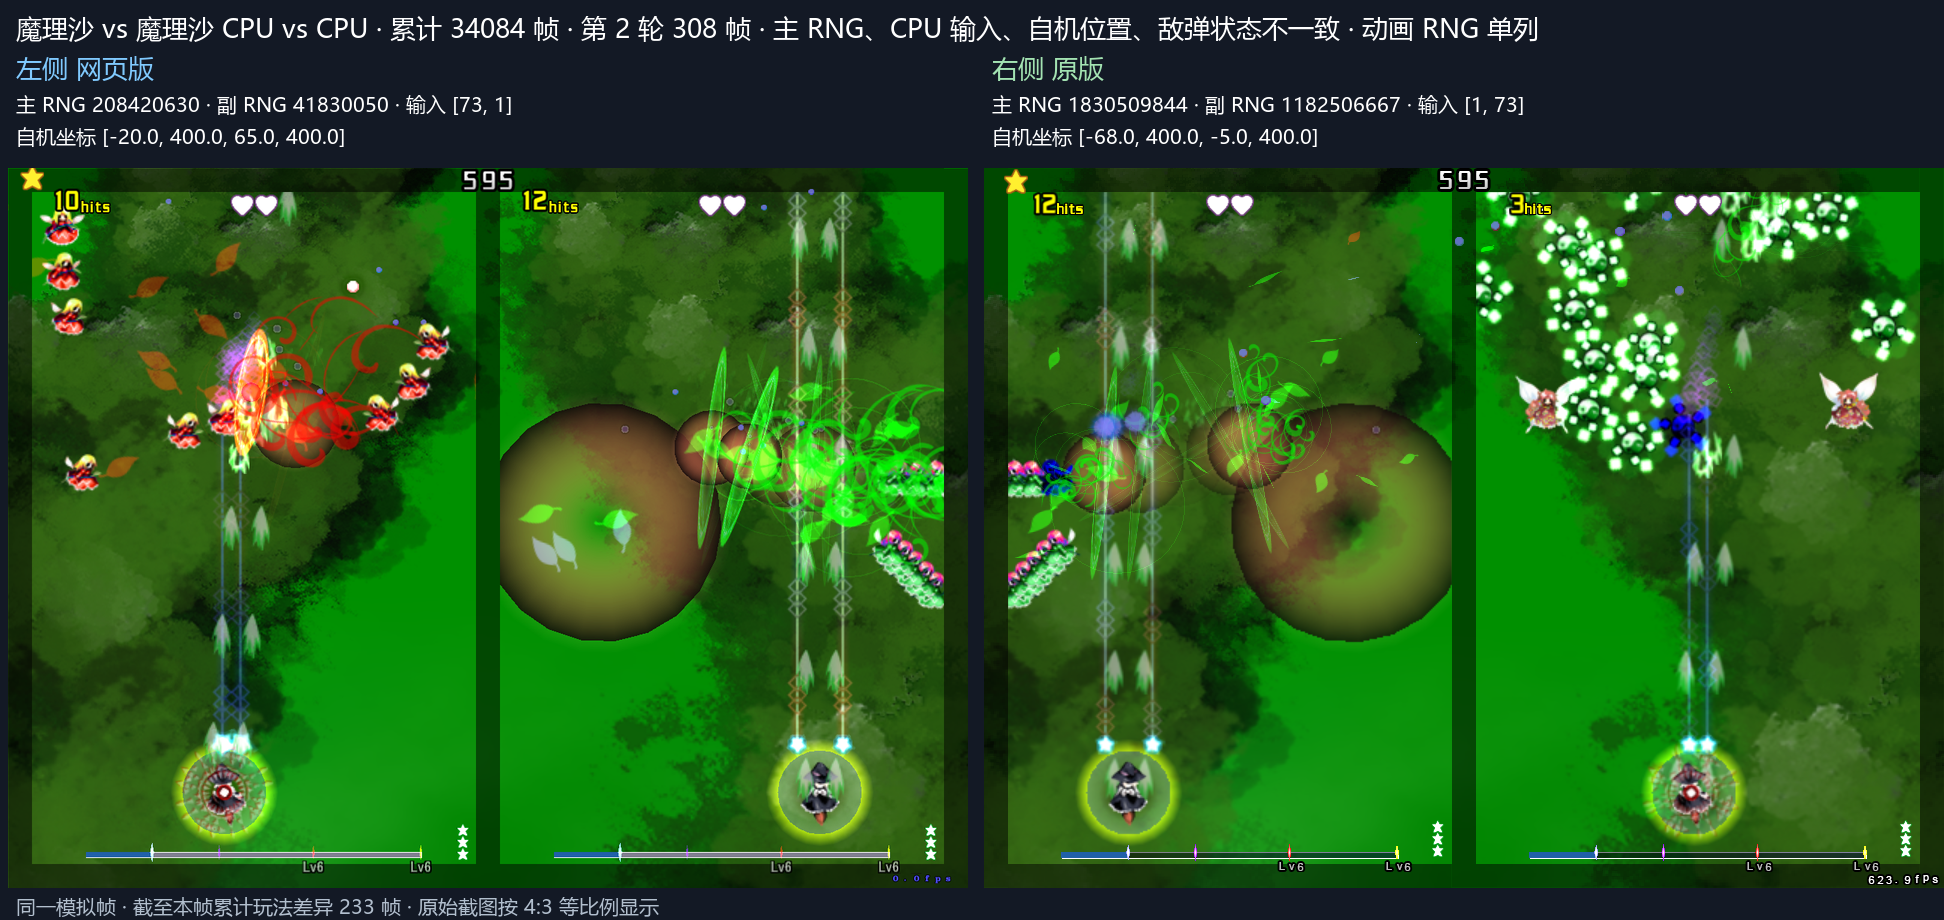 魔理沙 vs 魔理沙 CPU vs CPU · 累计 34084 帧 · 第 2 轮 308 帧 · 主 RNG、CPU 输入、自机位置、敌弹状态不一致 · 动画 RNG 单列
左侧 网页版
主 RNG 208420630 · 副 RNG 41830050 · 输入 [73, 1]
自机坐标 [-20.0, 400.0, 65.0, 400.0]
右侧 原版
主 RNG 1830509844 · 副 RNG 1182506667 · 输入 [1, 73]
自机坐标 [-68.0, 400.0, -5.0, 400.0]
595
10hits
12hits
Lv6
Lv6
Lv6
Lv6
0.0fps
595
12hits
3hits
Lv6
Lv6
Lv6
Lv6
623.9fps
同一模拟帧 · 截至本帧累计玩法差异 233 帧 · 原始截图按 4:3 等比例显示